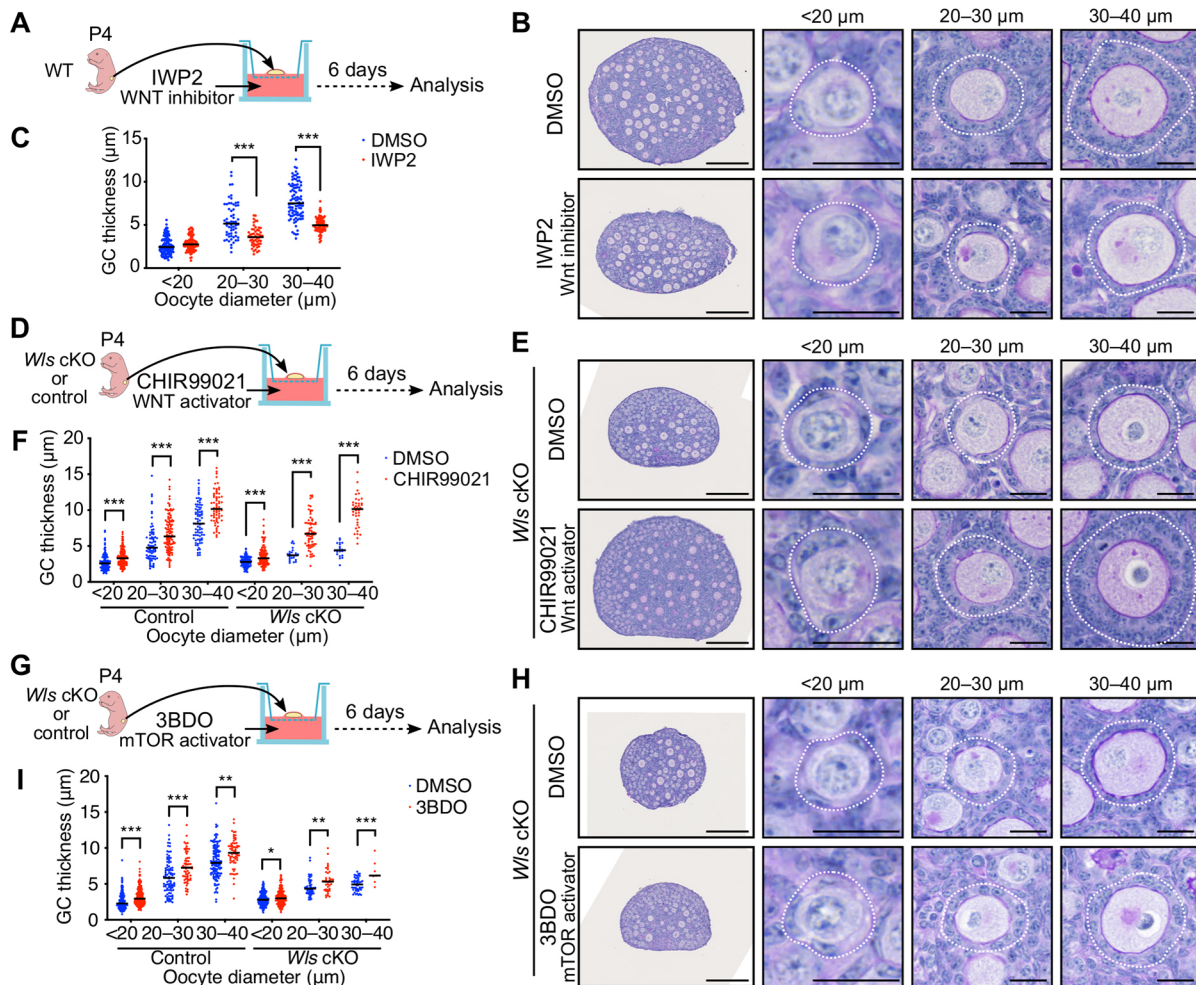 A
P4
WT
IWP2
WNT inhibitor
6 days
Analysis
B
<20 µm
20–30 µm
30–40 µm
DMSO
IWP2
Wnt inhibitor
C
GC thickness (µm)
15
10
5
0
***
***
DMSO
IWP2
<20
20–30
30–40
Oocyte diameter (µm)
D
P4
Wls cKO
or
control
CHIR99021
WNT activator
6 days
Analysis
E
<20 µm
20–30 µm
30–40 µm
Wls cKO
DMSO
CHIR99021
Wnt activator
F
GC thickness (µm)
20
15
10
5
0
***
***
***
***
***
***
DMSO
CHIR99021
<20 20–30 30–40 <20 20–30 30–40
Control
Wls cKO
Oocyte diameter (µm)
G
P4
Wls cKO
or
control
3BDO
mTOR activator
6 days
Analysis
H
<20 µm
20–30 µm
30–40 µm
Wls cKO
DMSO
3BDO
mTOR activator
I
GC thickness (µm)
20
15
10
5
0
***
***
**
*
**
***
DMSO
3BDO
<20 20–30 30–40 <20 20–30 30–40
Control
Wls cKO
Oocyte diameter (µm)